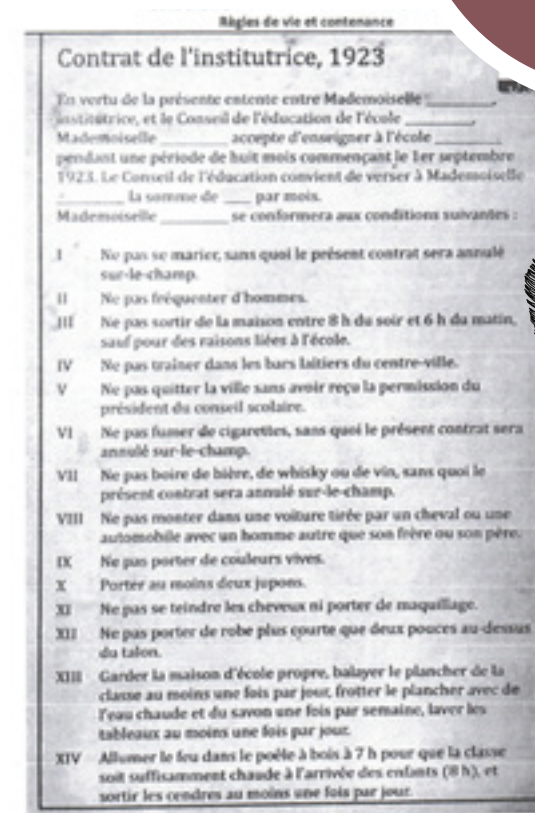 Règles de vie et contenance
Contrat de l'institutrice, 1923
En vertu de la présente entente entre Mademoiselle ________,
institutrice, et le Conseil de l'éducation de l'école ________,
Mademoiselle ________ accepte d'enseigner à l'école ________
pendant une période de huit mois commençant le 1er septembre
1923. Le Conseil de l'éducation convient de verser à Mademoiselle
________ la somme de ___ par mois.
Mademoiselle ________ se conformera aux conditions suivantes :
I Ne pas se marier, sans quoi le présent contrat sera annulé
sur-le-champ.
II Ne pas fréquenter d'hommes.
III Ne pas sortir de la maison entre 8 h du soir et 6 h du matin,
sauf pour des raisons liées à l'école.
IV Ne pas traîner dans les bars laitiers du centre-ville.
V Ne pas quitter la ville sans avoir reçu la permission du
président du conseil scolaire.
VI Ne pas fumer de cigarettes, sans quoi le présent contrat sera
annulé sur-le-champ.
VII Ne pas boire de bière, de whisky ou de vin, sans quoi le
présent contrat sera annulé sur-le-champ.
VIII Ne pas monter dans une voiture tirée par un cheval ou une
automobile avec un homme autre que son frère ou son père.
IX Ne pas porter de couleurs vives.
X Porter au moins deux jupons.
XI Ne pas se teindre les cheveux ni porter de maquillage.
XII Ne pas porter de robe plus courte que deux pouces au-dessus
du talon.
XIII Garder la maison d'école propre, balayer le plancher de la
classe au moins une fois par jour, frotter le plancher avec de
l'eau chaude et du savon une fois par semaine, laver les
tableaux au moins une fois par jour.
XIV Allumer le feu dans le poêle à bois à 7 h pour que la classe
soit suffisamment chaude à l'arrivée des enfants (8 h), et
sortir les cendres au moins une fois par jour.